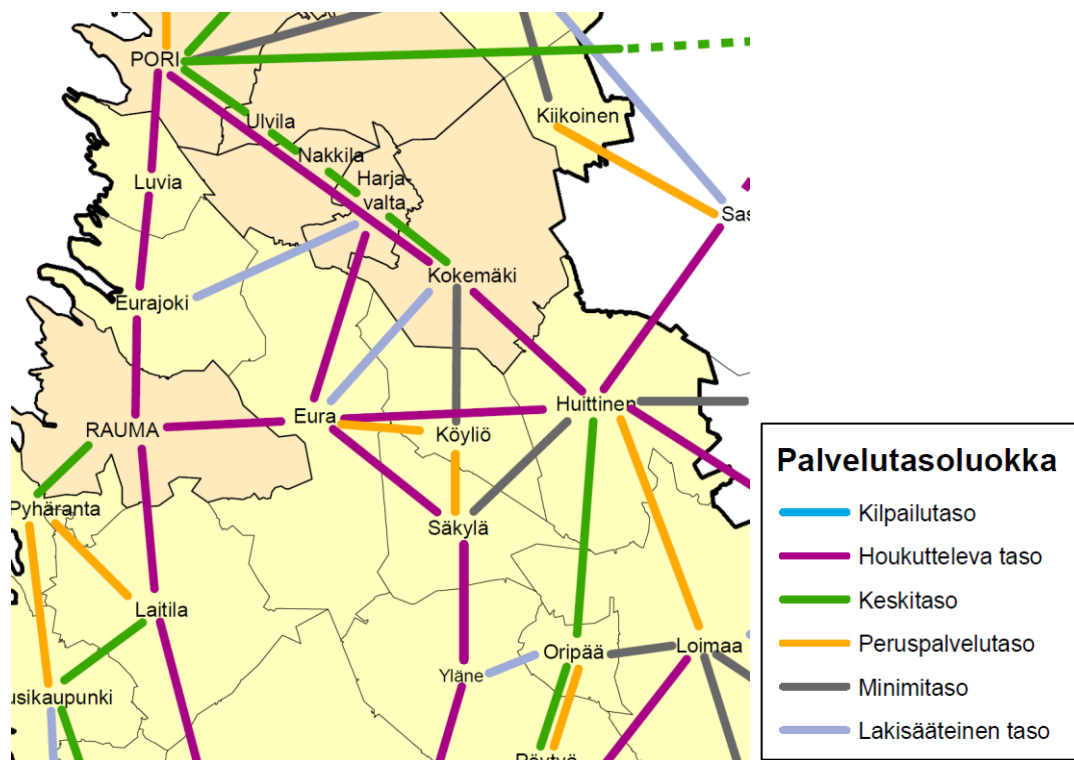 PORI
Ulvila
Kiikoinen
Nakkila
Harja-
valta
Luvia
Kokemäki
Eurajoki
Huittinen
Eura
RAUMA
Köyliö
Säkylä
Pyhäranta
Laitila
Loimaa
Oripää
Yläne
Palvelutasoluokka
Kilpailutaso
Houkutteleva taso
Keskitaso
Peruspalvelutaso
Minimitaso
Lakisääteinen taso